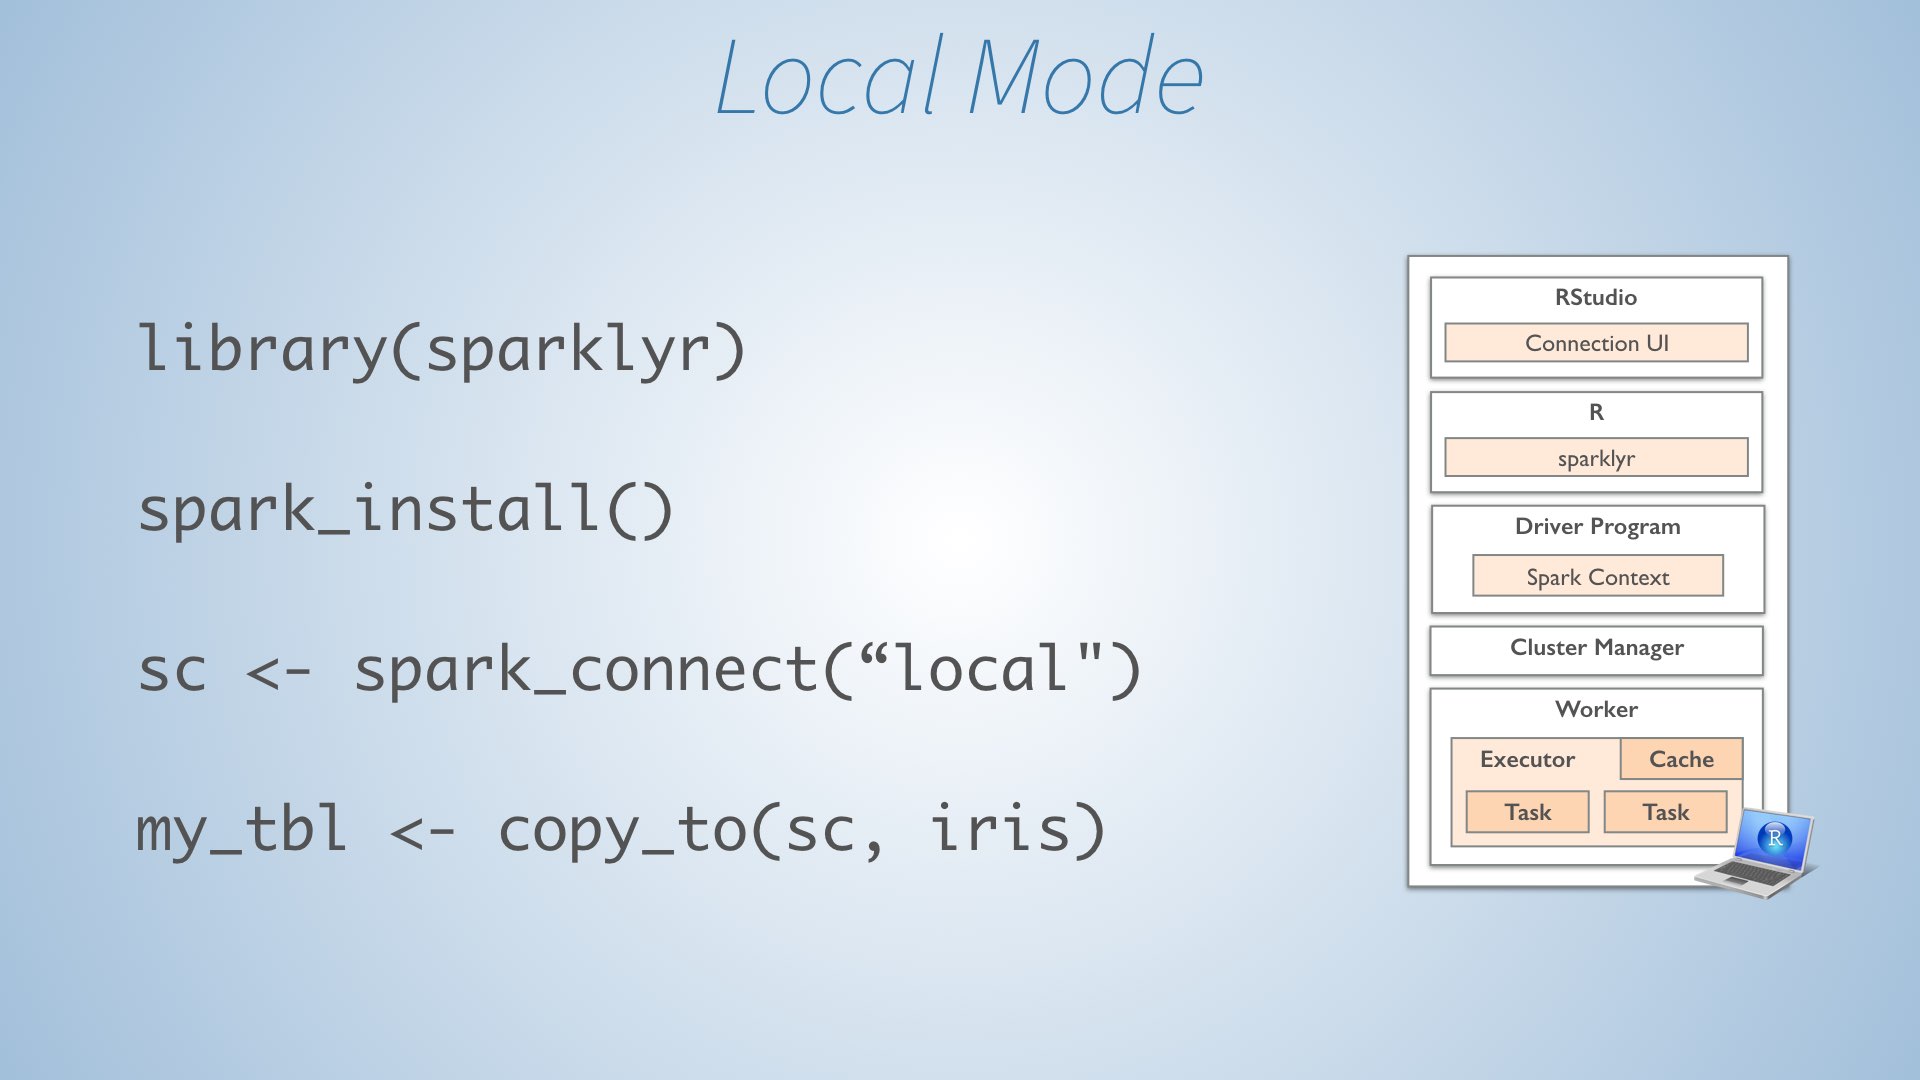 Local Mode
library(sparklyr)
spark_install()
sc <- spark_connect(“local")
my_tbl <- copy_to(sc, iris)
RStudio
Connection UI
R
sparklyr
Driver Program
Spark Context
Cluster Manager
Worker
Executor Cache
Task Task
R